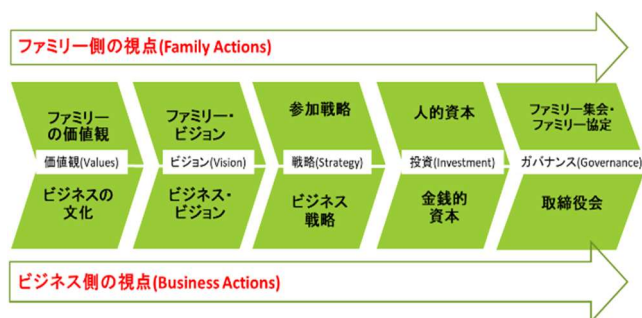 ファミリー側の視点(Family Actions)
ファミリー
の価値観
ファミリー・
ビジョン
参加戦略
人的資本
ファミリー集会・
ファミリー協定
価値観(Values)
ビジョン(Vision)
戦略(Strategy)
投資(Investment)
ガバナンス(Governance)
ビジネスの
文化
ビジネス・
ビジョン
ビジネス
戦略
金銭的
資本
取締役会
ビジネス側の視点(Business Actions)